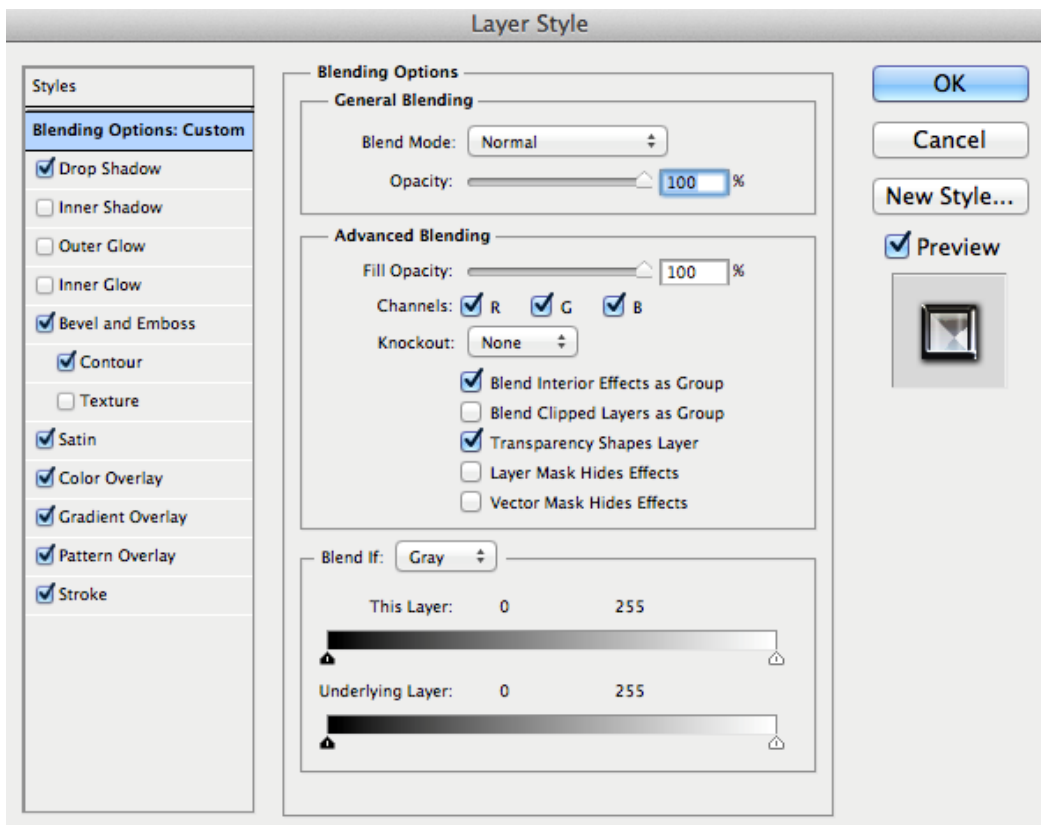 Layer Style
Styles
Blending Options: Custom
Drop Shadow
Inner Shadow
Outer Glow
Inner Glow
Bevel and Emboss
Contour
Texture
Satin
Color Overlay
Gradient Overlay
Pattern Overlay
Stroke
Blending Options
General Blending
Blend Mode: Normal
Opacity: 100 %
Advanced Blending
Fill Opacity: 100 %
Channels: R G B
Knockout: None
Blend Interior Effects as Group
Blend Clipped Layers as Group
Transparency Shapes Layer
Layer Mask Hides Effects
Vector Mask Hides Effects
Blend If: Gray
This Layer: 0 255
Underlying Layer: 0 255
OK
Cancel
New Style...
Preview